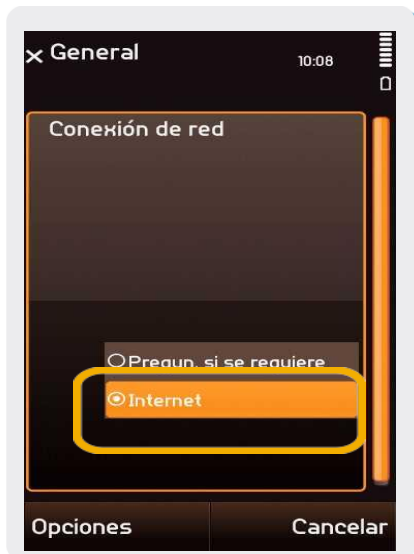 General
10:08
Conexión de red
Pregun. si se requiere
Internet
Opciones
Cancelar